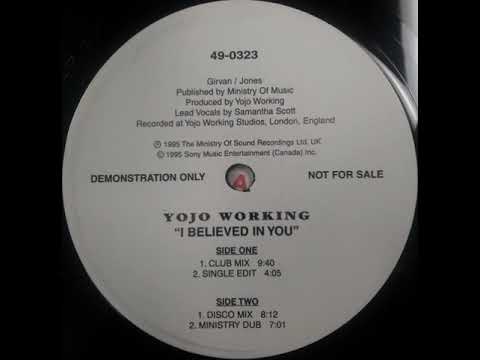 49-0323
Girvan / Jones
Published by Ministry Of Music
Produced by Yojo Working
Lead Vocals by Samantha Scott
Recorded at Yojo Working Studios, London, England
℗ 1995 The Ministry Of Sound Recordings Ltd. UK
© 1995 Sony Music Entertainment (Canada) Inc.
DEMONSTRATION ONLY A NOT FOR SALE
YOJO WORKING
"I BELIEVED IN YOU"
SIDE ONE
1. CLUB MIX 9:40
2. SINGLE EDIT 4:05
SIDE TWO
1. DISCO MIX 8:12
2. MINISTRY DUB 7:01